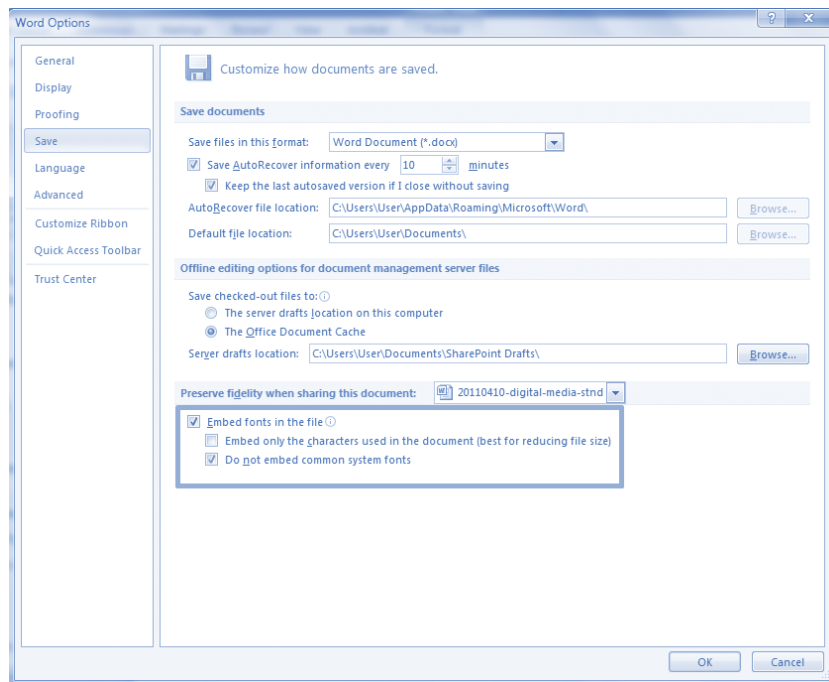 Word Options
General
Display
Proofing
Save
Language
Advanced
Customize Ribbon
Quick Access Toolbar
Trust Center
Customize how documents are saved.
Save documents
Save files in this format: Word Document (*.docx)
Save AutoRecover information every 10 minutes
Keep the last autosaved version if I close without saving
AutoRecover file location: C:\Users\User\AppData\Roaming\Microsoft\Word\ Browse...
Default file location: C:\Users\User\Documents\ Browse...
Offline editing options for document management server files
Save checked-out files to:
The server drafts location on this computer
The Office Document Cache
Server drafts location: C:\Users\User\Documents\SharePoint Drafts\ Browse...
Preserve fidelity when sharing this document: 20110410-digital-media-stnd
Embed fonts in the file
Embed only the characters used in the document (best for reducing file size)
Do not embed common system fonts
OK Cancel